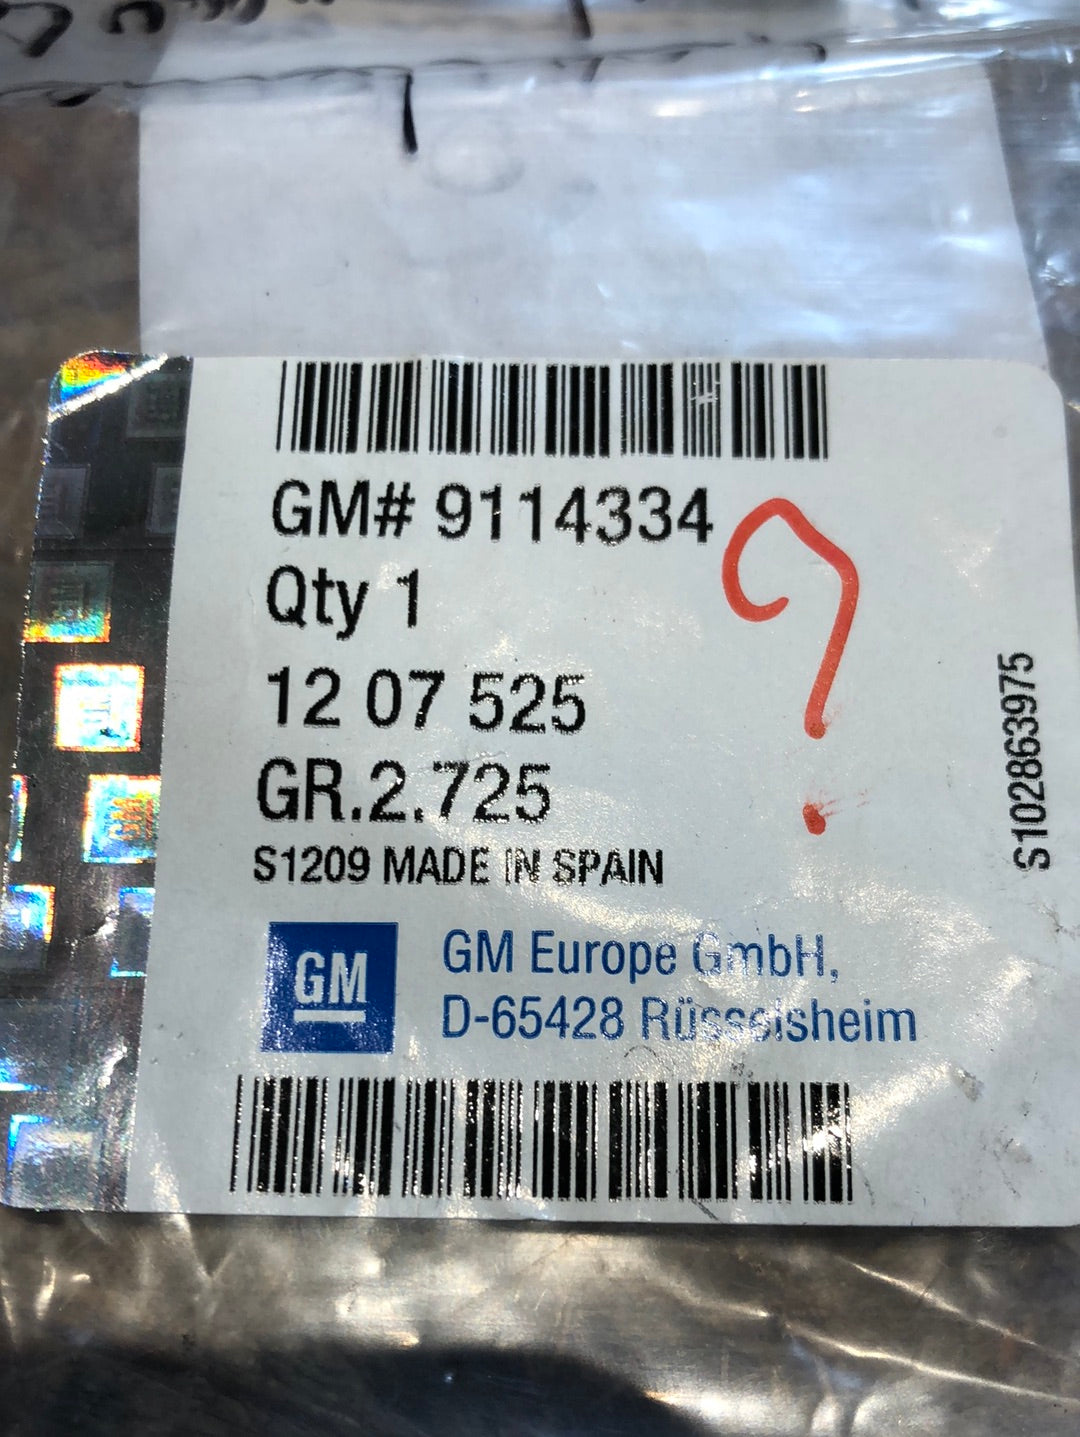 GM# 9114334
?
Qty 1
12 07 525
GR.2.725
S1209 MADE IN SPAIN
S102863975
GM
GM Europe GmbH,
D-65428 Rüsselsheim